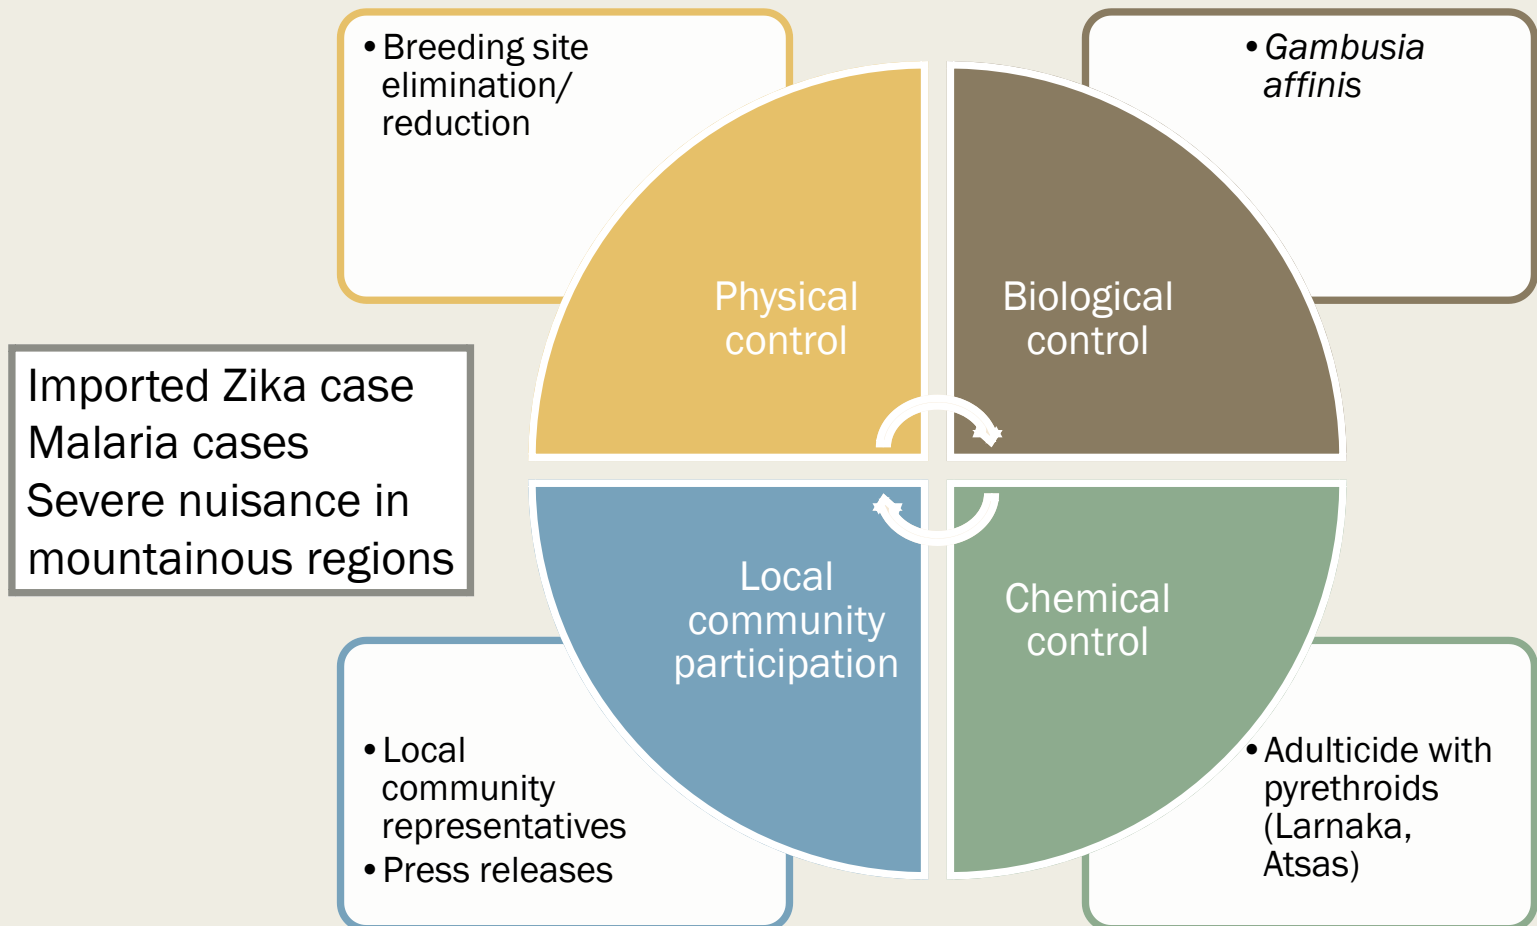 • Breeding site
elimination/
reduction
• Gambusia
affinis
Physical
control
Biological
control
Imported Zika case
Malaria cases
Severe nuisance in
mountainous regions
Local
community
participation
Chemical
control
• Local
community
representatives
• Press releases
• Adulticide with
pyrethroids
(Larnaka,
Atsas)